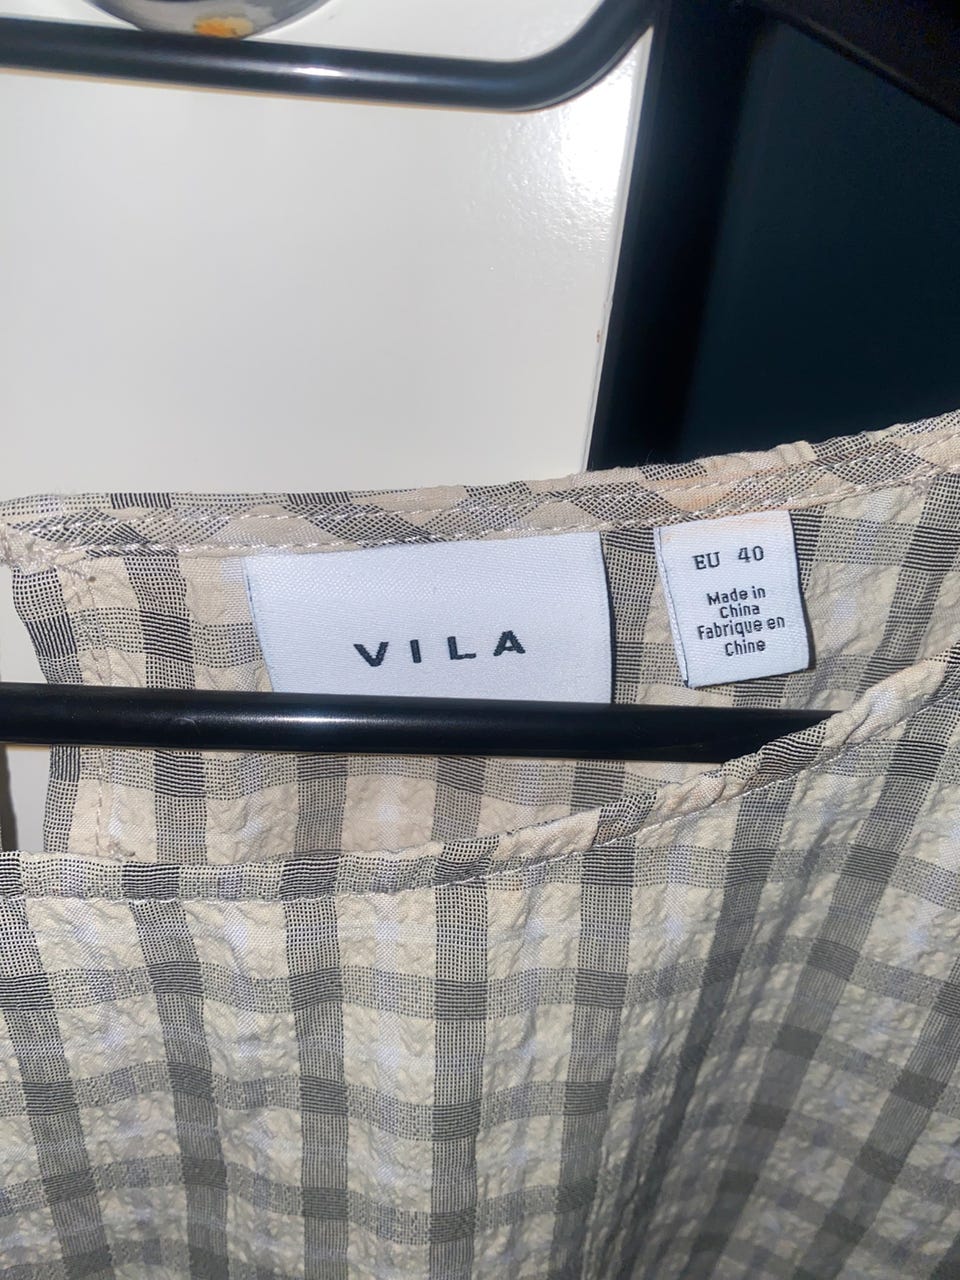 VILA
EU 40
Made in
China
Fabrique en
Chine